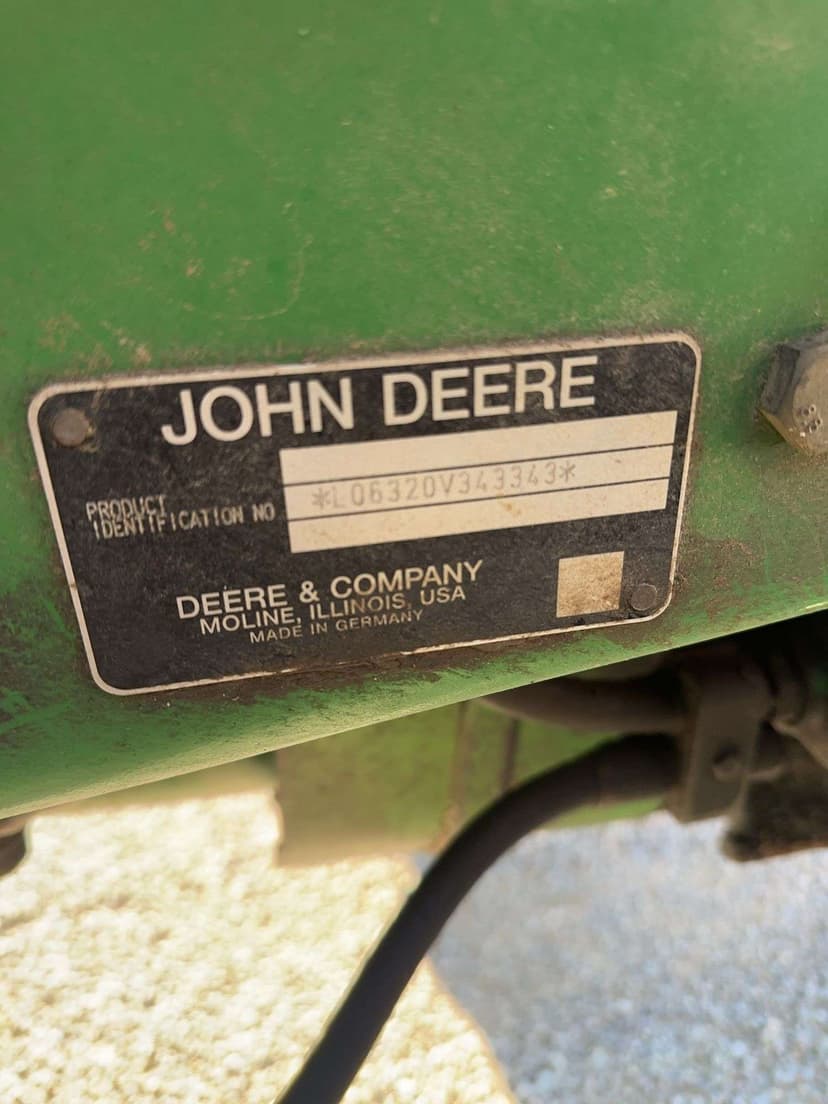 JOHN DEERE
PRODUCT
IDENTIFICATION NO
*L06320V343343*
DEERE & COMPANY
MOLINE, ILLINOIS, USA
MADE IN GERMANY